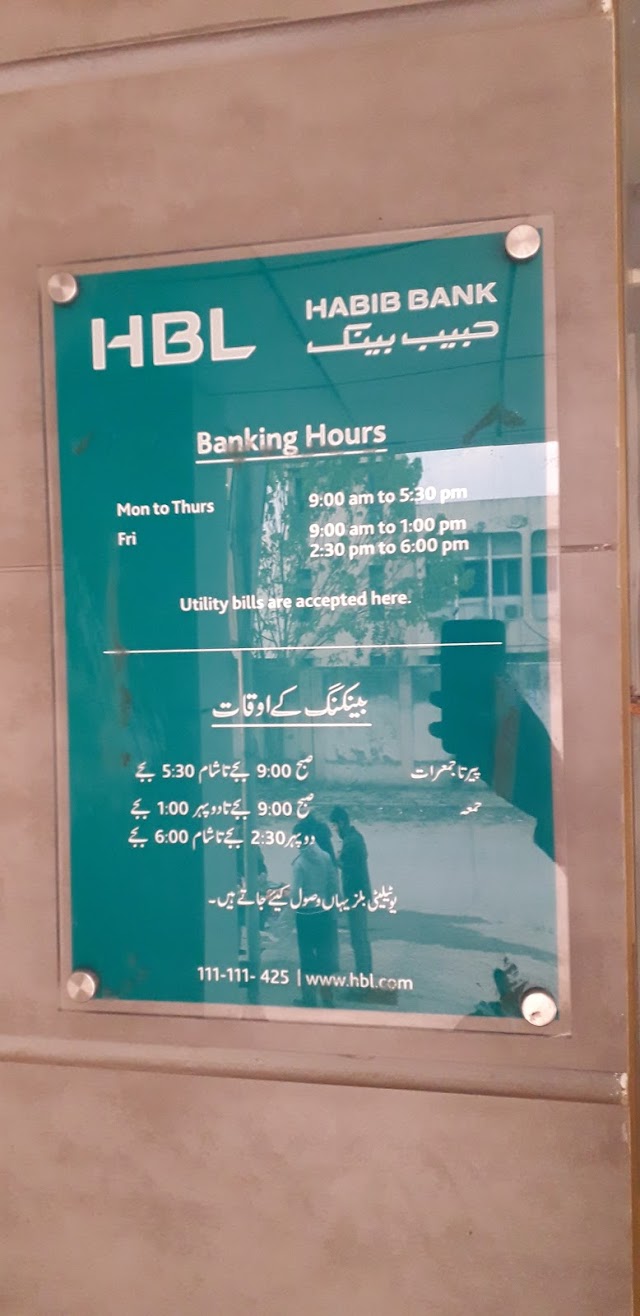 HBL
HABIB BANK
حبیب بینک
Banking Hours
Mon to Thurs 9:00 am to 5:30 pm
Fri 9:00 am to 1:00 pm
2:30 pm to 6:00 pm
Utility bills are accepted here.
بینکنگ کے اوقات
پیر تا جمعرات صبح 9:00 بجے تا شام 5:30 بجے
جمعہ صبح 9:00 بجے تا دوپہر 1:00 بجے
دوپہر 2:30 بجے تا شام 6:00 بجے
یوٹیلیٹی بلز یہاں وصول کیئے جاتے ہیں۔
111-111- 425 | www.hbl.com